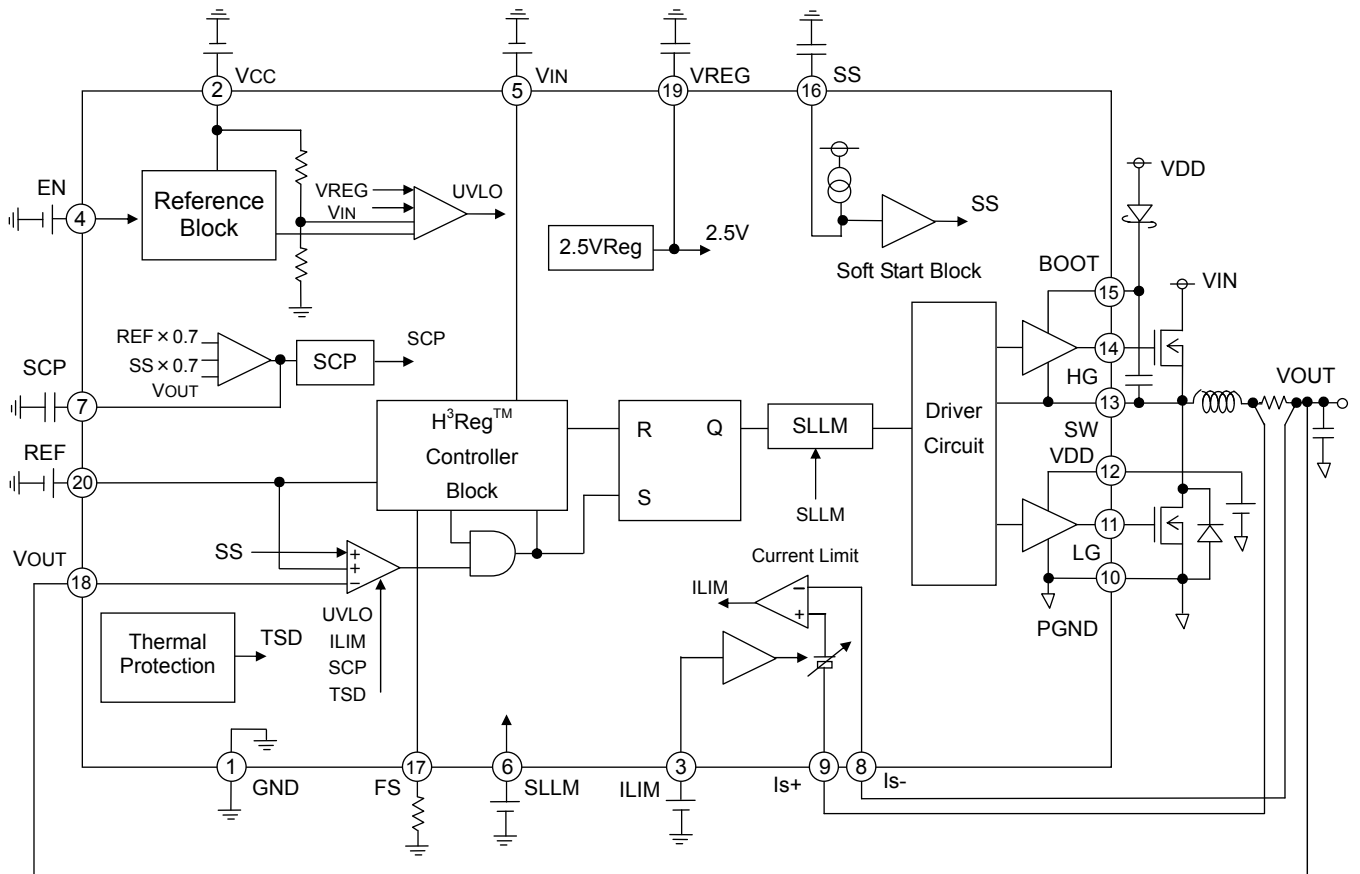 VCC
2
VIN
5
VREG
19
SS
16
EN
4
Reference
Block
VREG
VIN
UVLO
2.5VReg
2.5V
SS
Soft Start Block
VDD
BOOT
15
VIN
14
HG
13
SW
VOUT
REF × 0.7
SS × 0.7
VOUT
SCP
SCP
SCP
7
REF
20
H³Reg™
Controller
Block
R
Q
S
SLLM
SLLM
Driver
Circuit
VDD
12
11
LG
10
PGND
VOUT
18
SS
+
+
−
UVLO
ILIM
SCP
TSD
Thermal
Protection
TSD
Current Limit
ILIM
−
+
1
GND
17
FS
6
SLLM
3
ILIM
9
Is+
8
Is-